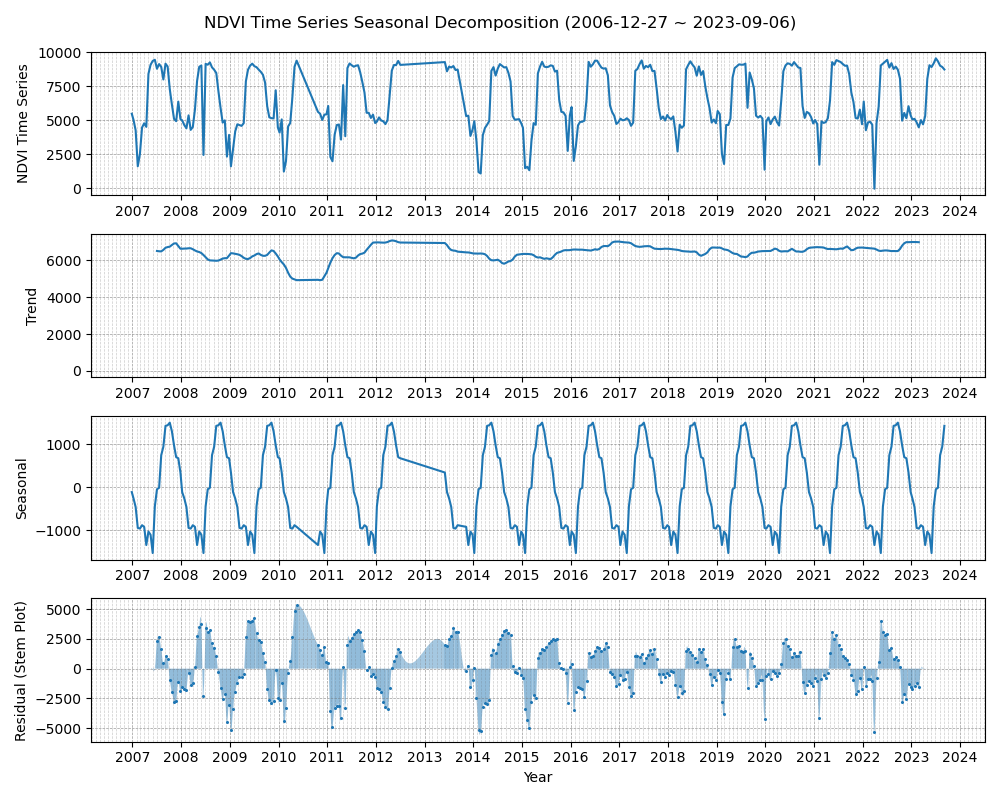 NDVI Time Series Seasonal Decomposition (2006-12-27 ~ 2023-09-06)
NDVI Time Series
10000
7500
5000
2500
0
2007 2008 2009 2010 2011 2012 2013 2014 2015 2016 2017 2018 2019 2020 2021 2022 2023 2024
Trend
6000
4000
2000
0
2007 2008 2009 2010 2011 2012 2013 2014 2015 2016 2017 2018 2019 2020 2021 2022 2023 2024
Seasonal
1000
0
−1000
2007 2008 2009 2010 2011 2012 2013 2014 2015 2016 2017 2018 2019 2020 2021 2022 2023 2024
Residual (Stem Plot)
5000
2500
0
−2500
−5000
2007 2008 2009 2010 2011 2012 2013 2014 2015 2016 2017 2018 2019 2020 2021 2022 2023 2024
Year